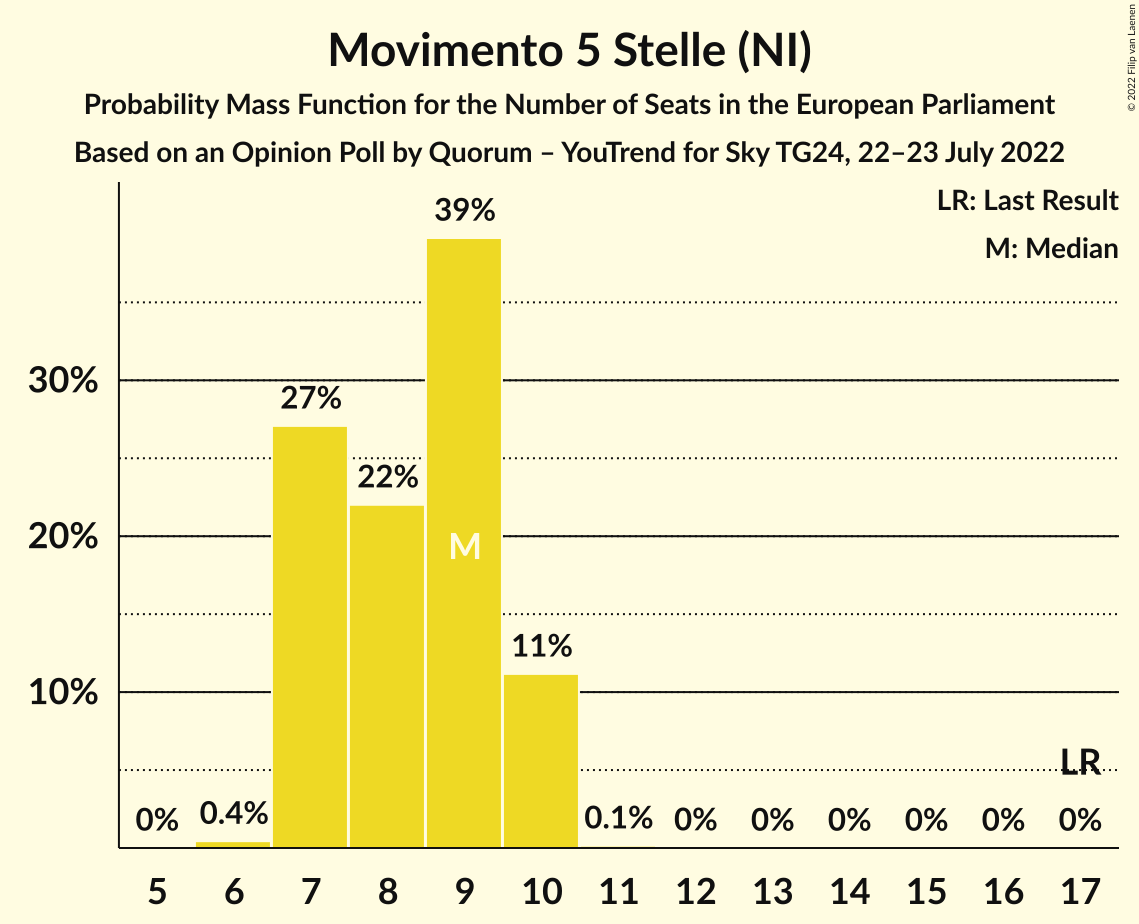 Movimento 5 Stelle (NI)
Probability Mass Function for the Number of Seats in the European Parliament
Based on an Opinion Poll by Quorum – YouTrend for Sky TG24, 22–23 July 2022
© 2022 Filip van Laenen
LR: Last Result
M: Median
39%
30%
27%
22%
20%
M
11%
10%
LR
0% 0.4% 0.1% 0% 0% 0% 0% 0% 0%
5 6 7 8 9 10 11 12 13 14 15 16 17